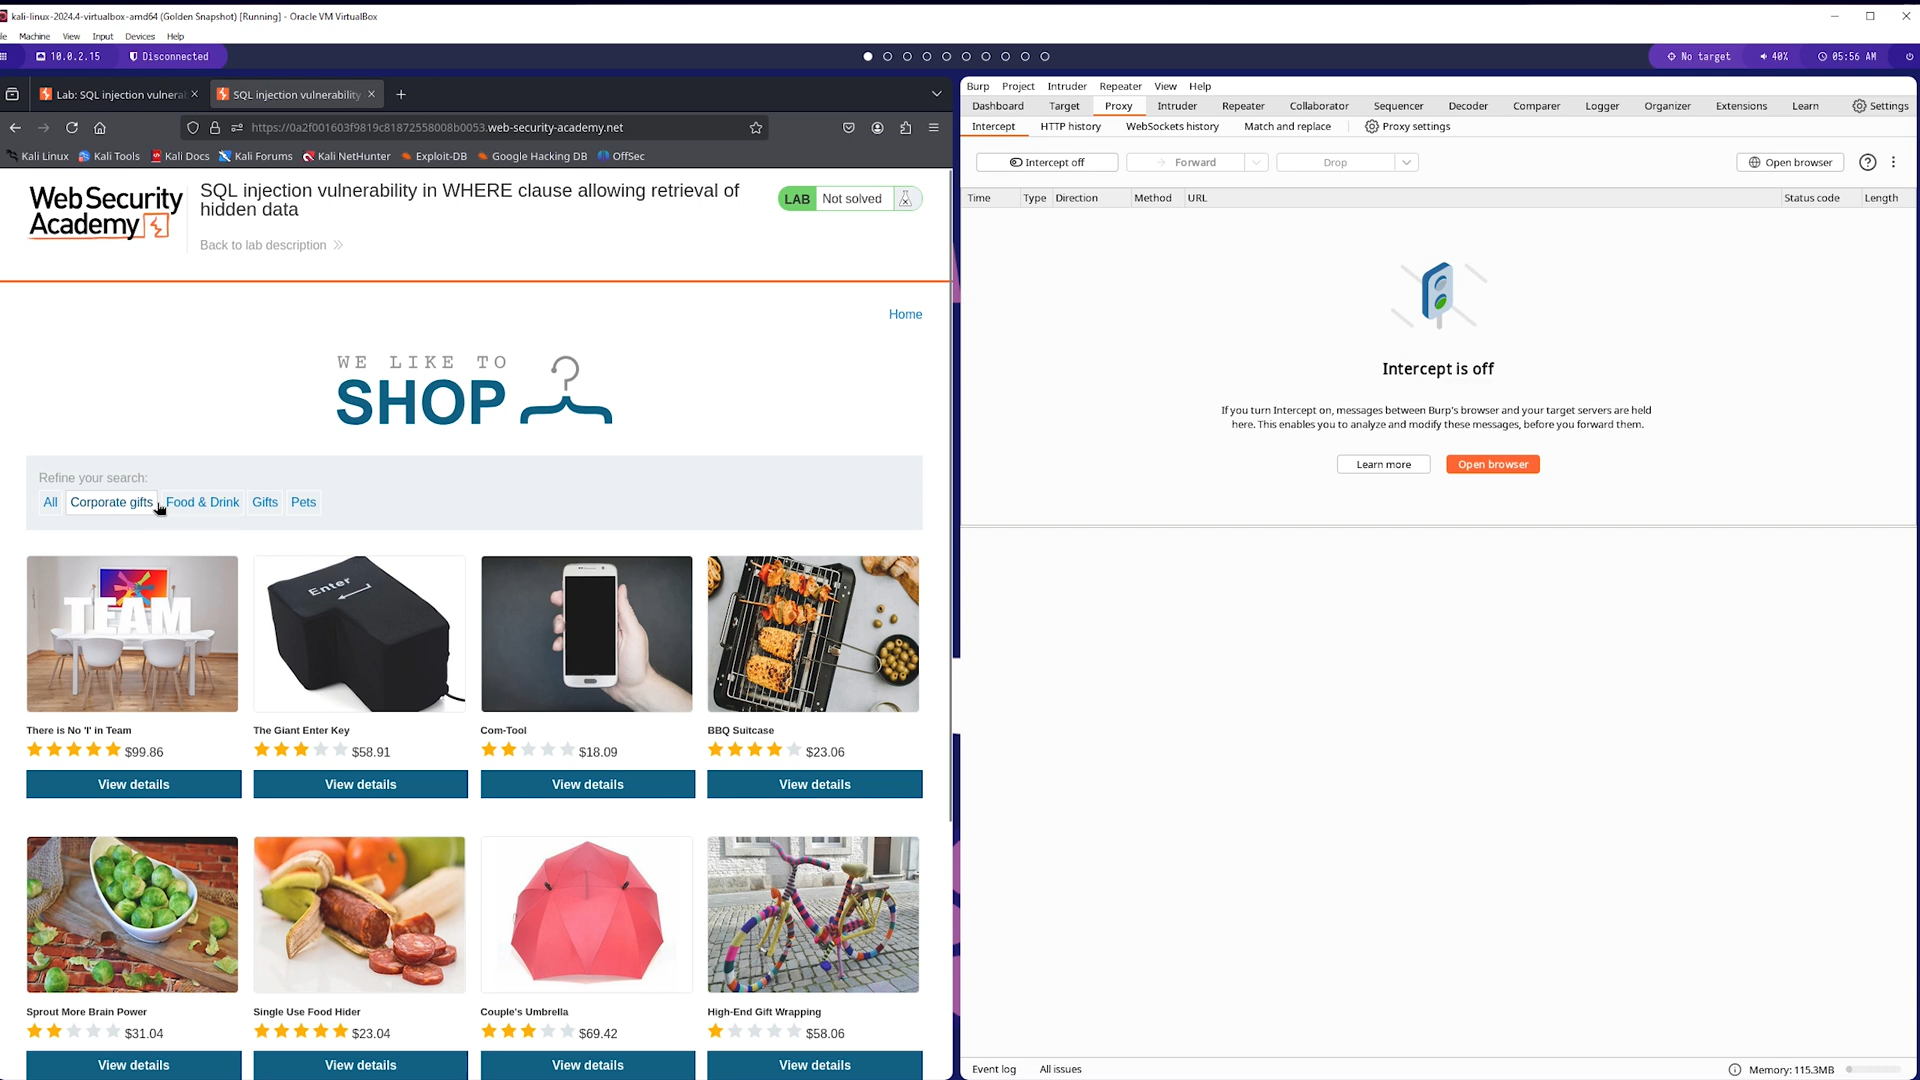 kali-linux-2024.4-virtualbox-amd64 (Golden Snapshot) [Running] - Oracle VM VirtualBox
Machine View Input Devices Help
10.0.2.15 Disconnected No target 40% 05:56 AM
Lab: SQL injection vulnera
SQL injection vulnerability
https://0a2f001603f9819c81872558008b0053.web-security-academy.net
Kali Linux Kali Tools Kali Docs Kali Forums Kali NetHunter Exploit-DB Google Hacking DB OffSec
Web Security
Academy
SQL injection vulnerability in WHERE clause allowing retrieval of
hidden data
Back to lab description
LAB Not solved
Home
WE LIKE TO
SHOP
Refine your search:
All Corporate gifts Food & Drink Gifts Pets
TEAM
Enter
There is No 'I' in Team
$99.86
View details
The Giant Enter Key
$58.91
View details
Com-Tool
$18.09
View details
BBQ Suitcase
$23.06
View details
Sprout More Brain Power
$31.04
View details
Single Use Food Hider
$23.04
View details
Couple's Umbrella
$69.42
View details
High-End Gift Wrapping
$58.06
View details
Burp Project Intruder Repeater View Help
Dashboard Target Proxy Intruder Repeater Collaborator Sequencer Decoder Comparer Logger Organizer Extensions Learn Settings
Intercept HTTP history WebSockets history Match and replace Proxy settings
Intercept off Forward Drop Open browser
Time Type Direction Method URL Status code Length
Intercept is off
If you turn Intercept on, messages between Burp's browser and your target servers are held
here. This enables you to analyze and modify these messages, before you forward them.
Learn more Open browser
Event log All issues Memory: 115.3MB